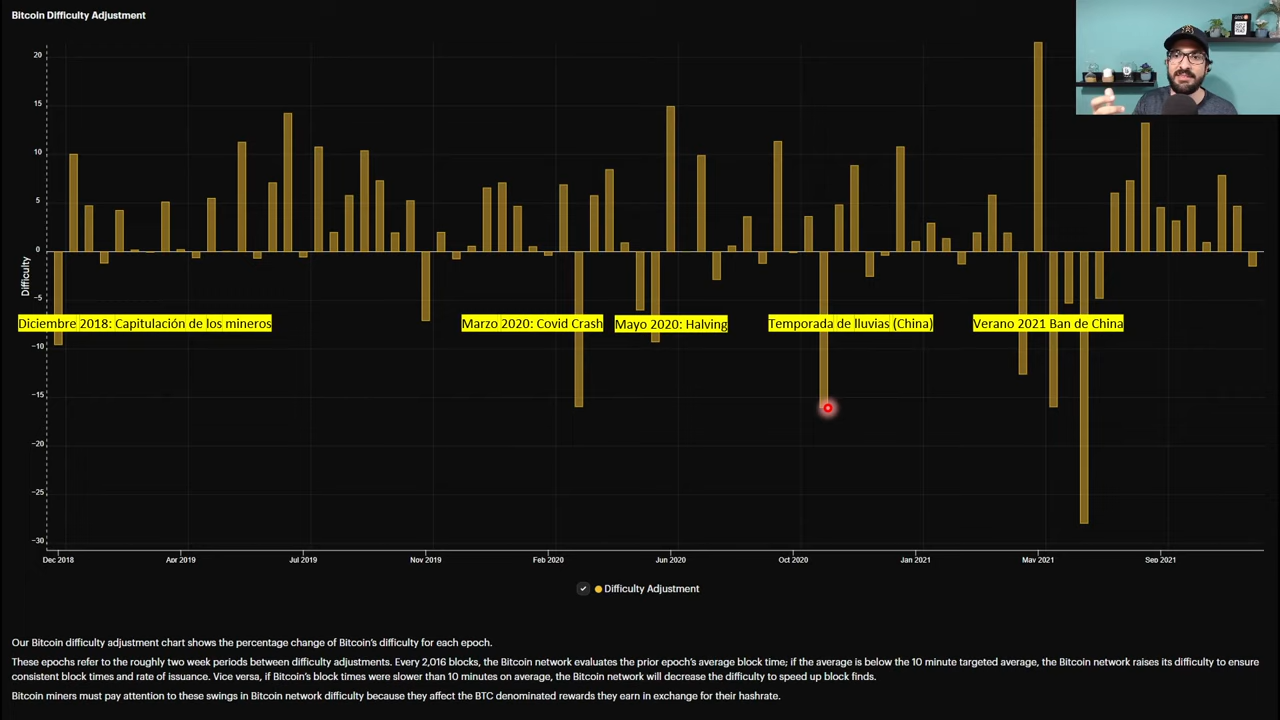 Bitcoin Difficulty Adjustment
20
15
10
5
0
-5
-10
-15
-20
-25
-30
Difficulty
Diciembre 2018: Capitulación de los mineros
Marzo 2020: Covid Crash
Mayo 2020: Halving
Temporada de lluvias (China)
Verano 2021 Ban de China
Dec 2018
Apr 2019
Jul 2019
Nov 2019
Feb 2020
Jun 2020
Oct 2020
Jan 2021
May 2021
Sep 2021
Difficulty Adjustment
Our Bitcoin difficulty adjustment chart shows the percentage change of Bitcoin's difficulty for each epoch.
These epochs refer to the roughly two week periods between difficulty adjustments. Every 2,016 blocks, the Bitcoin network evaluates the prior epoch's average block time; if the average is below the 10 minute targeted average, the Bitcoin network raises its difficulty to ensure
consistent block times and rate of issuance. Vice versa, if Bitcoin's block times were slower than 10 minutes on average, the Bitcoin network will decrease the difficulty to speed up block finds.
Bitcoin miners must pay attention to these swings in Bitcoin network difficulty because they affect the BTC denominated rewards they earn in exchange for their hashrate.